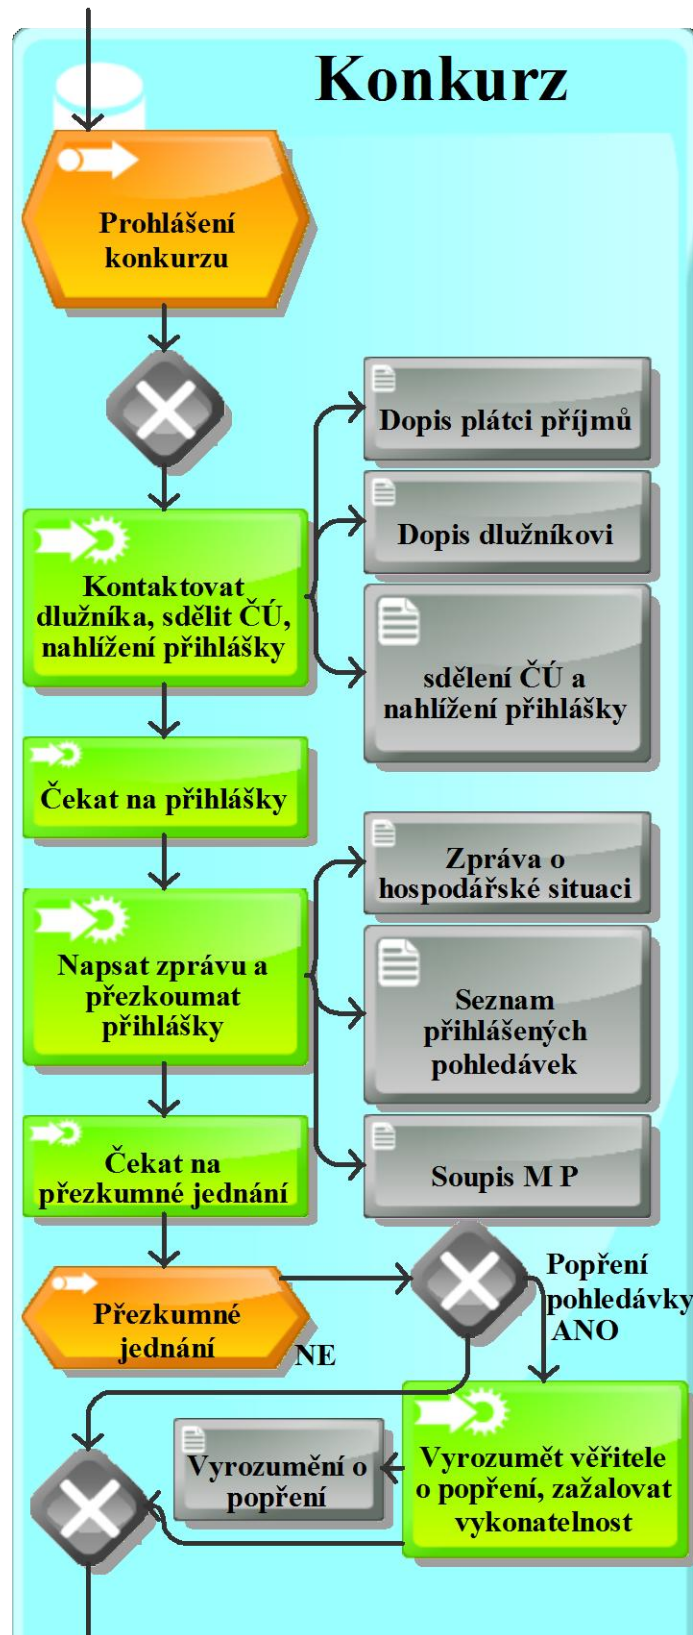 Konkurz
Prohlášení
konkurzu
Dopis plátci příjmů
Dopis dlužníkovi
Kontaktovat
dlužníka, sdělit ČÚ,
nahlížení přihlášky
sdělení ČÚ a
nahlížení přihlášky
Čekat na přihlášky
Zpráva o
hospodářské situaci
Napsat zprávu a
přezkoumat
přihlášky
Seznam
přihlášených
pohledávek
Čekat na
přezkumné jednání
Soupis M P
Přezkumné
jednání
NE
Popření
pohledávky
ANO
Vyrozumění o
popření
Vyrozumět věřitele
o popření, zažalovat
vykonatelnost